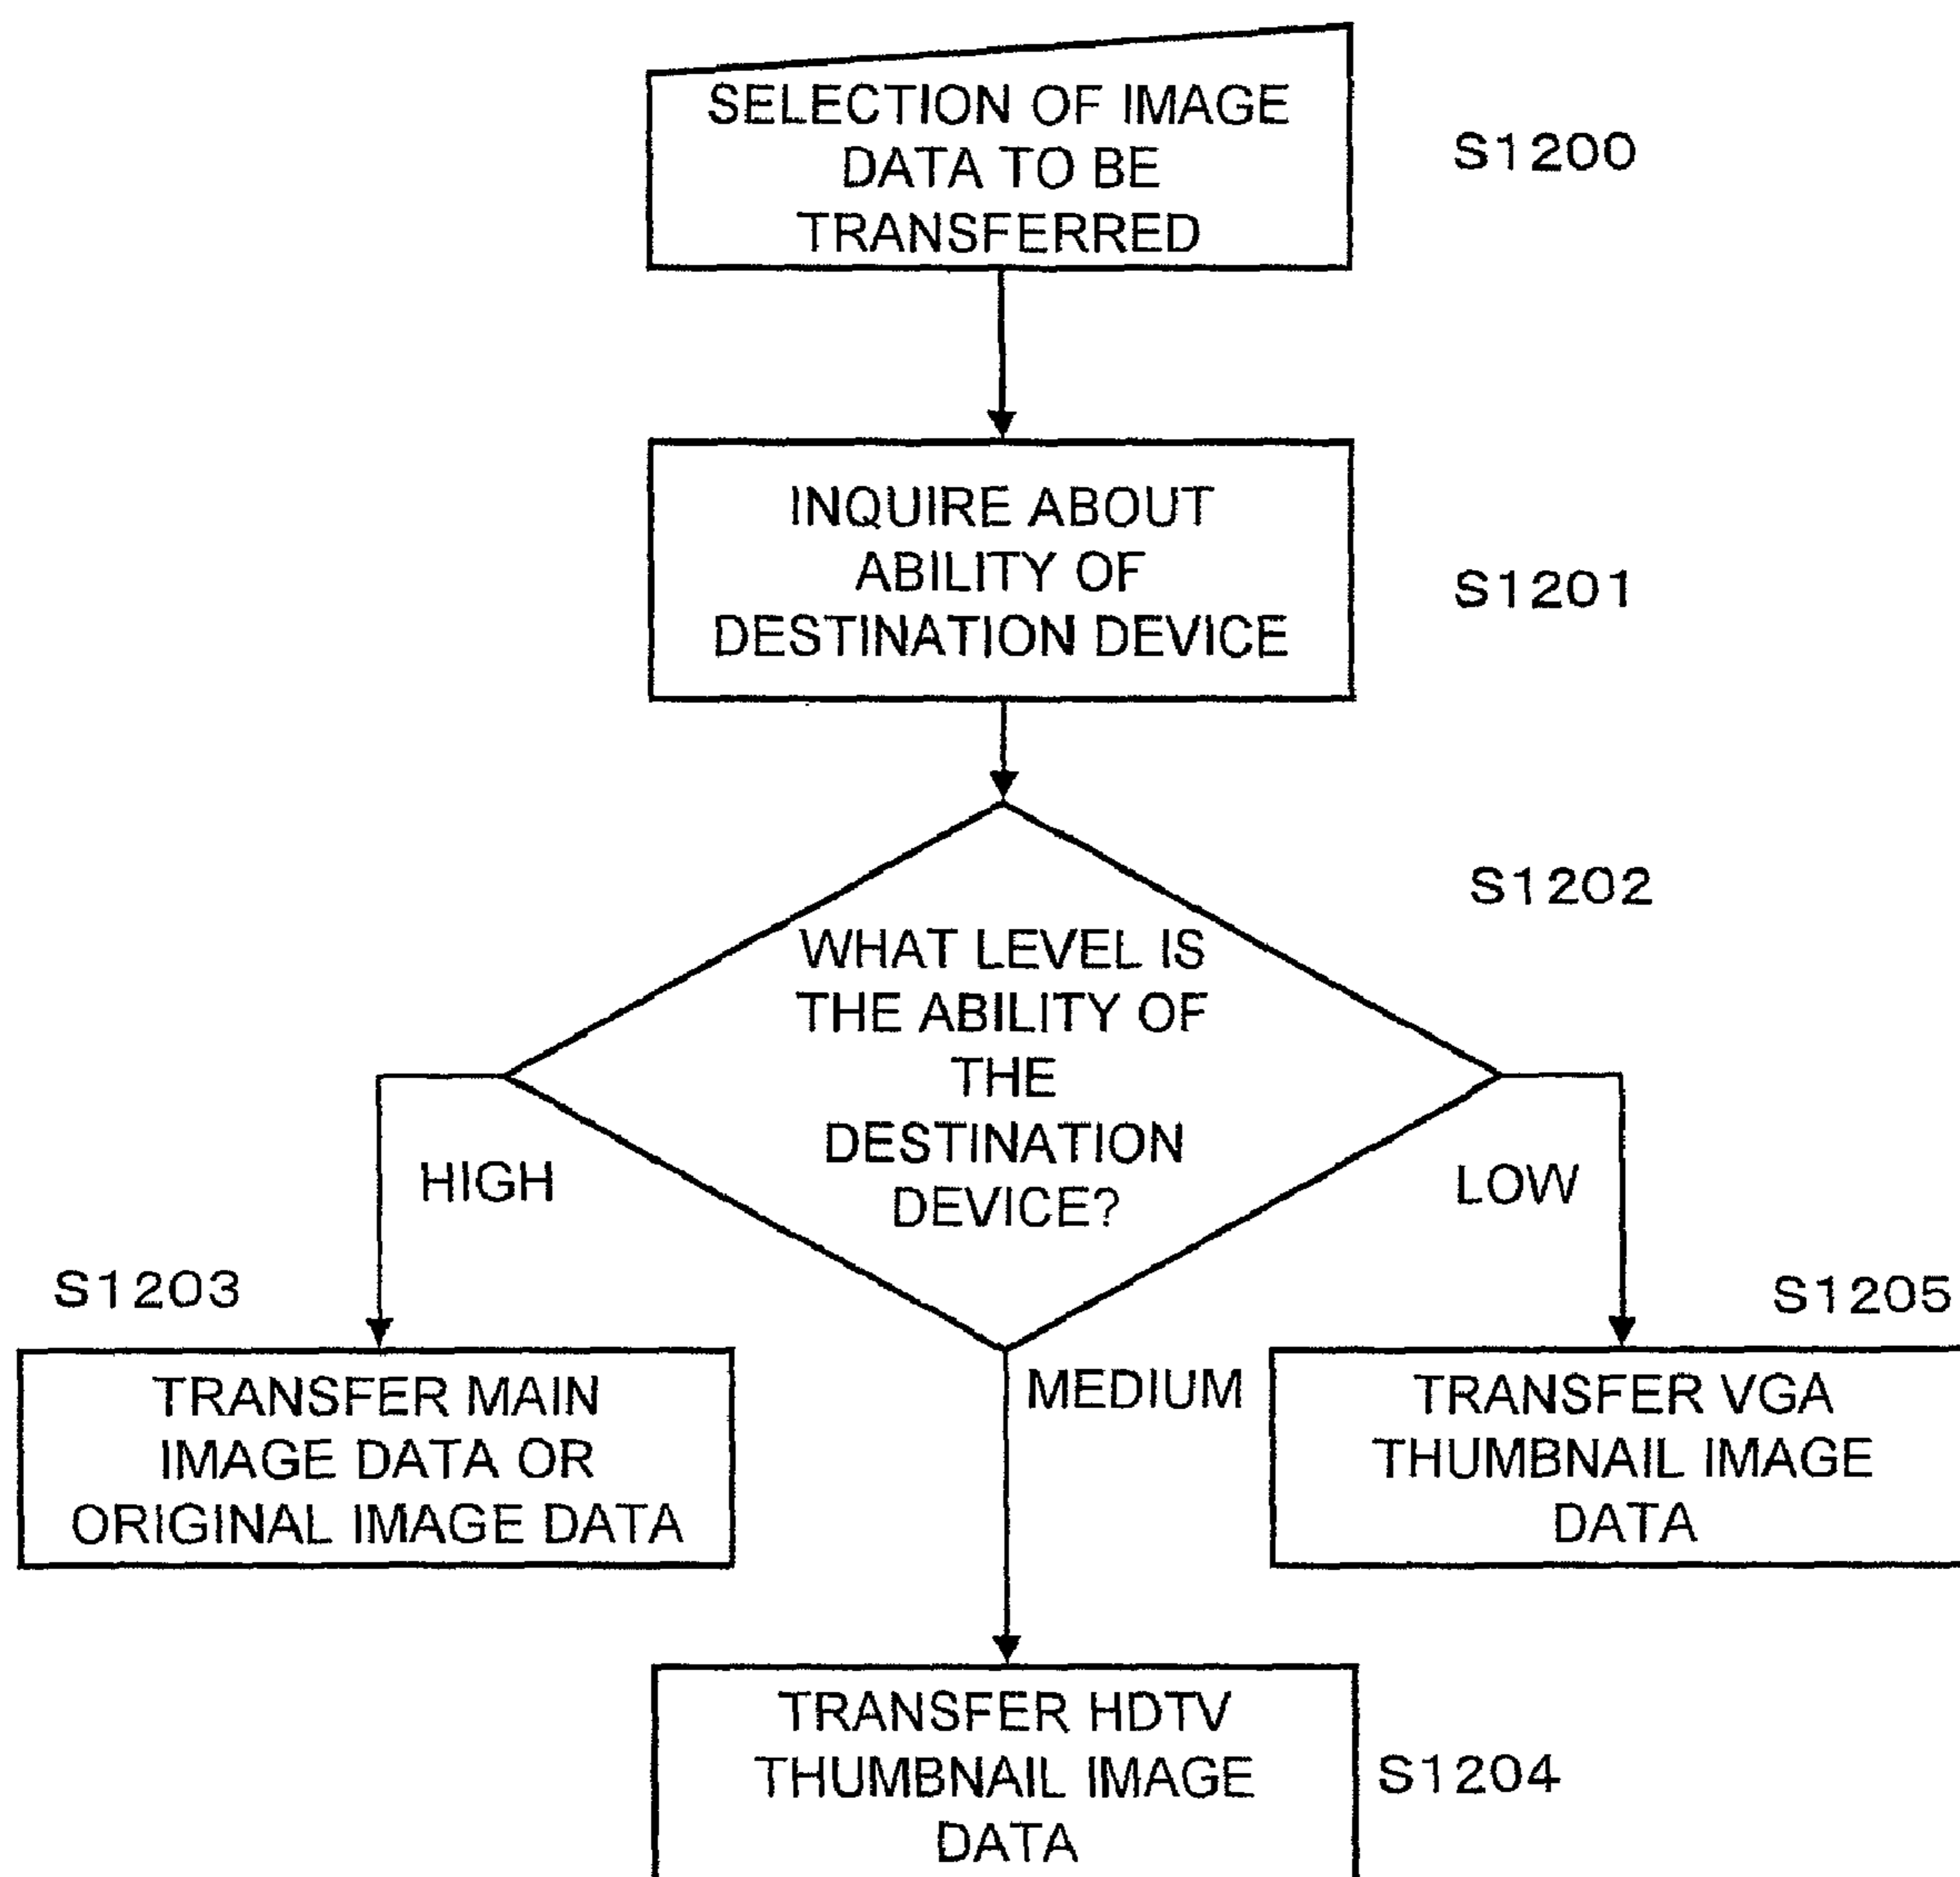 SELECTION OF IMAGE
DATA TO BE
TRANSFERRED
S1200
INQUIRE ABOUT
ABILITY OF
DESTINATION DEVICE
S1201
S1202
WHAT LEVEL IS
THE ABILITY OF
THE
DESTINATION
DEVICE?
HIGH
LOW
MEDIUM
S1203
TRANSFER MAIN
IMAGE DATA OR
ORIGINAL IMAGE DATA
S1205
TRANSFER VGA
THUMBNAIL IMAGE
DATA
TRANSFER HDTV
THUMBNAIL IMAGE
DATA
S1204